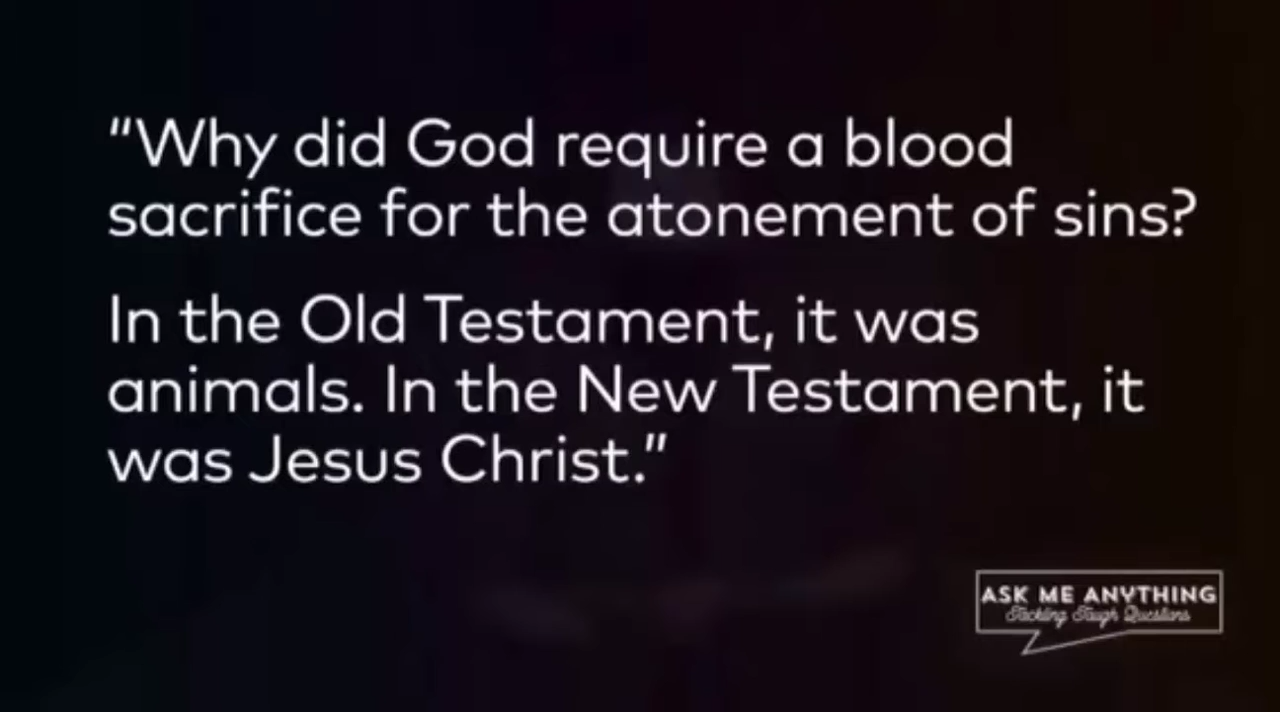 “Why did God require a blood
sacrifice for the atonement of sins?
In the Old Testament, it was
animals. In the New Testament, it
was Jesus Christ.”
ASK ME ANYTHING
Tackling Tough Questions